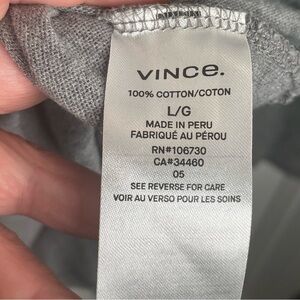 VINCE.
100% COTTON/COTON
L/G
MADE IN PERU
FABRIQUÉ AU PÉROU
RN#106730
CA#34460
05
SEE REVERSE FOR CARE
VOIR AU VERSO POUR LES SOINS